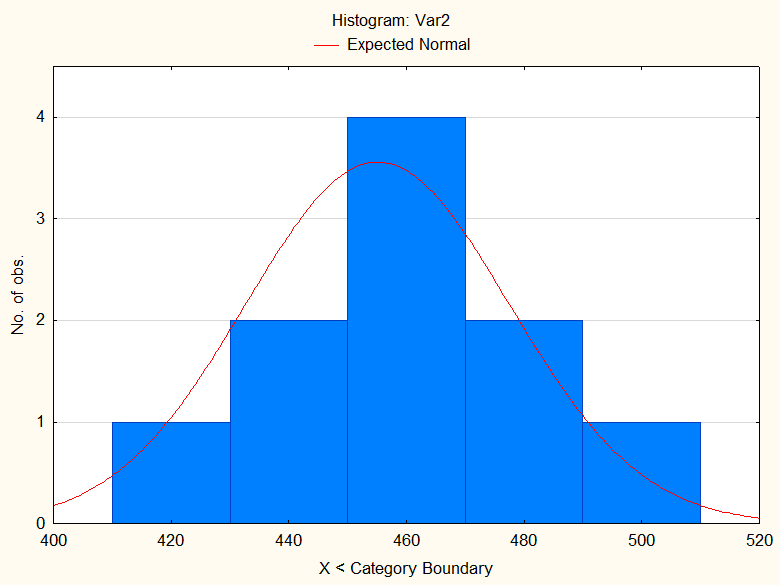 Histogram: Var2
Expected Normal
4
3
2
1
0
No. of obs.
400 420 440 460 480 500 520
X < Category Boundary